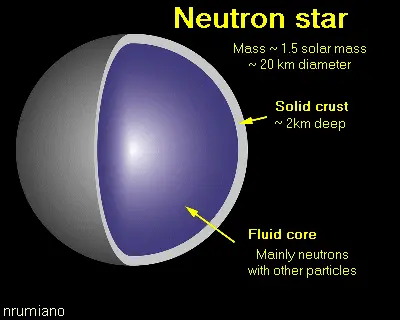 Neutron star
Mass ~ 1.5 solar mass
~ 20 km diameter
Solid crust
~ 2km deep
Fluid core
Mainly neutrons
with other particles
nrumiano